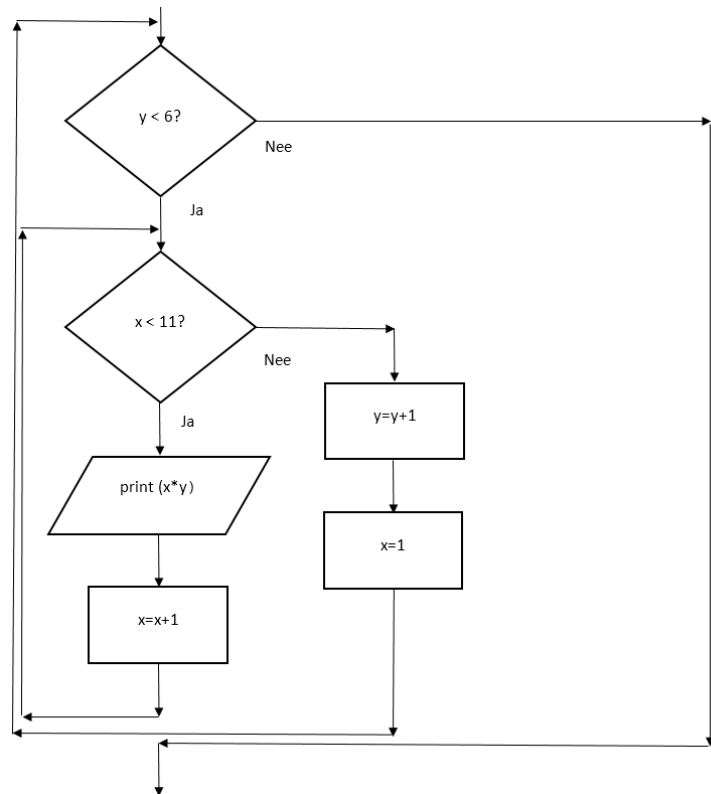 y < 6?
Nee
Ja
x < 11?
Nee
Ja
y=y+1
print (x*y)
x=1
x=x+1